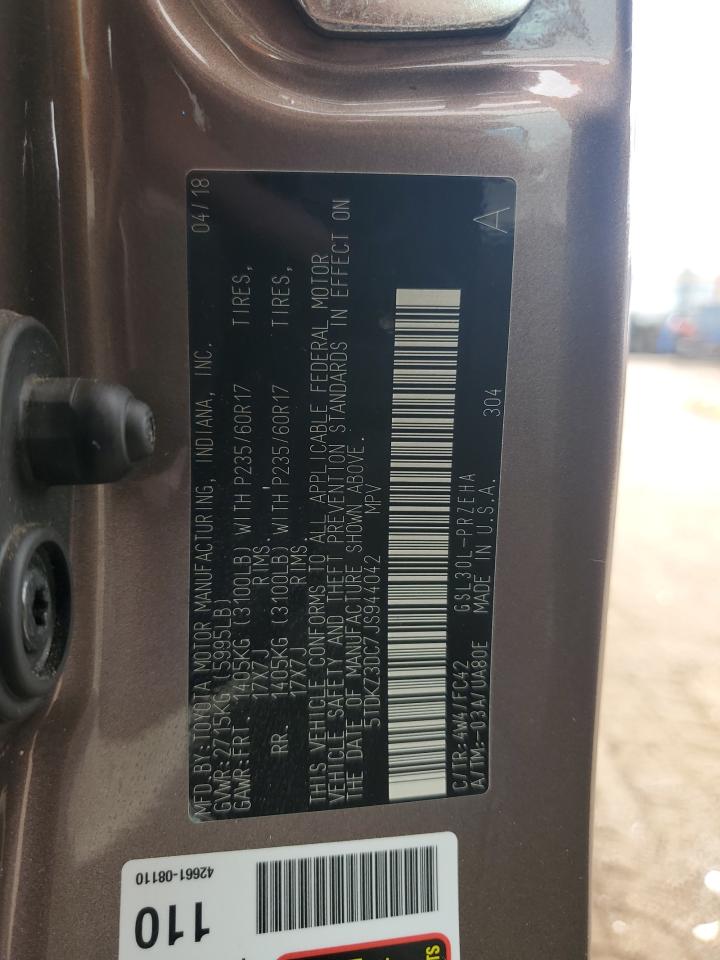 MFD.BY:TOYOTA MOTOR MANUFACTURING, INDIANA, INC. 04/18
GVWR:2715KG (5995LB)
GAWR:FRT. 1405KG (3100LB) WITH P235/60R17 TIRES,
17X7J RIMS,
RR. 1405KG (3100LB) WITH P235/60R17 TIRES,
17X7J RIMS.
THIS VEHICLE CONFORMS TO ALL APPLICABLE FEDERAL MOTOR
VEHICLE SAFETY AND THEFT PREVENTION STANDARDS IN EFFECT ON
THE DATE OF MANUFACTURE SHOWN ABOVE.
5TDKZ3DC7JS944042 MPV
C/TR:4W4/FC42 GSL30L-PRZEHA 304
A/TM:-03A/UA80E MADE IN U.S.A. A
42661-08110
110